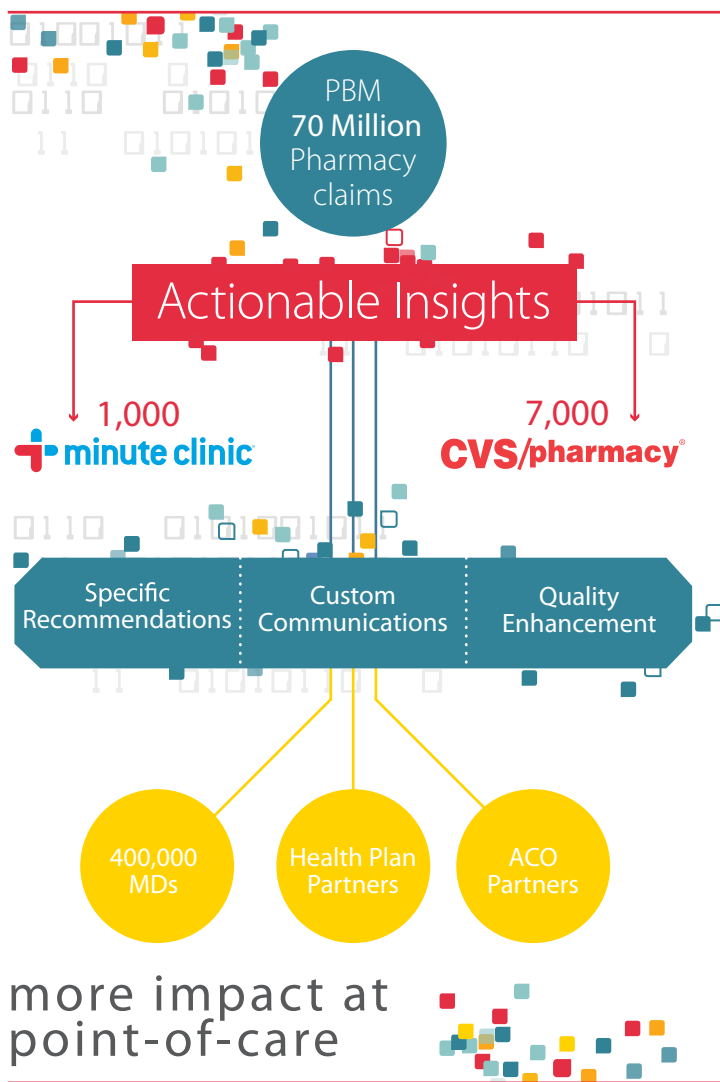 PBM
70 Million
Pharmacy
claims
Actionable Insights
1,000
minute clinic
7,000
CVS/pharmacy®
Specific
Recommendations
Custom
Communications
Quality
Enhancement
400,000
MDs
Health Plan
Partners
ACO
Partners
more impact at
point-of-care